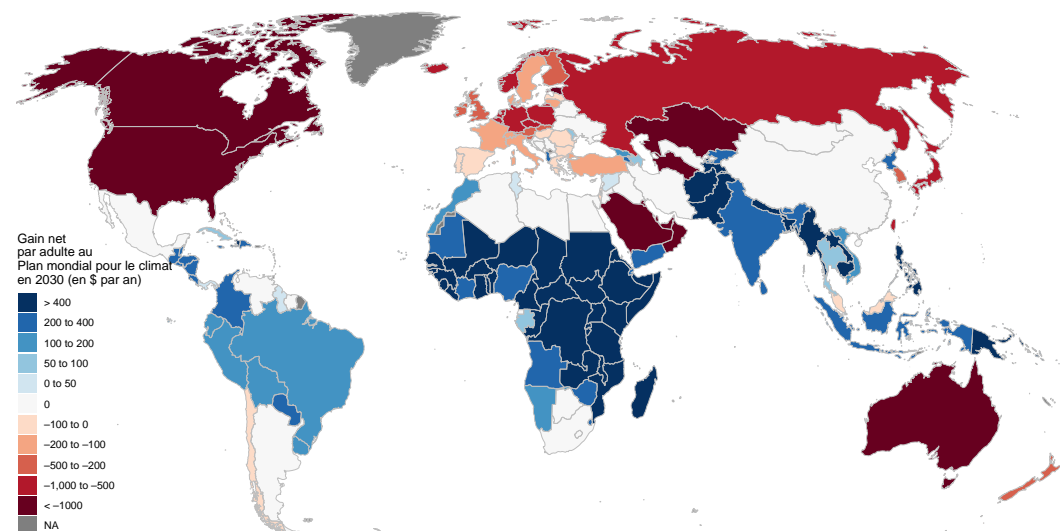 Gain net
par adulte au
Plan mondial pour le climat
en 2030 (en $ par an)
> 400
200 to 400
100 to 200
50 to 100
0 to 50
0
–100 to 0
–200 to –100
–500 to –200
–1,000 to –500
< –1000
NA